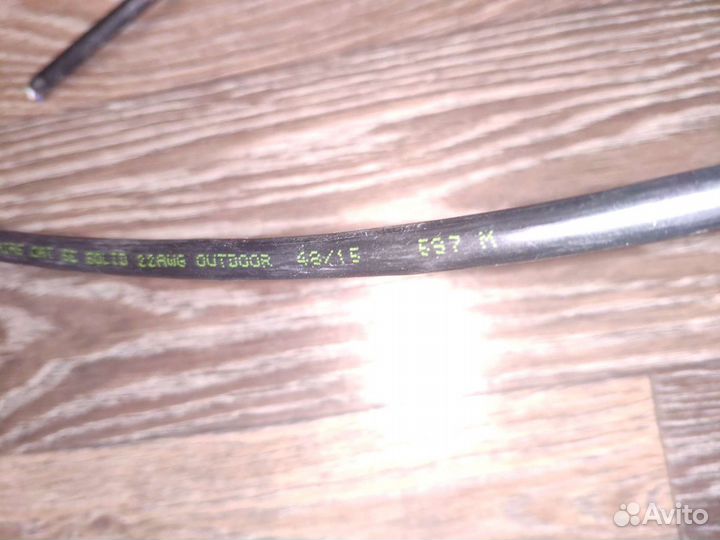 CAT 5E SOLID 22AWG OUTDOOR 48/15 597 M
Avito